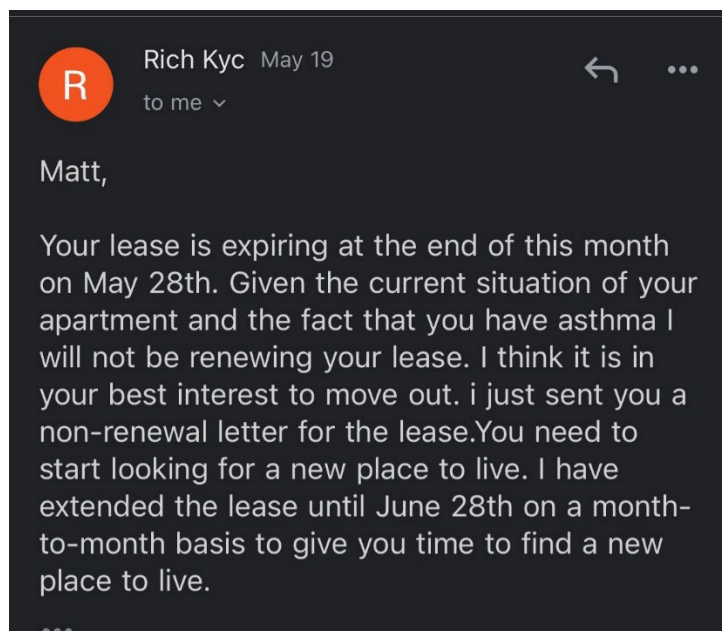 Rich Kyc May 19
R
to me
Matt,
Your lease is expiring at the end of this month
on May 28th. Given the current situation of your
apartment and the fact that you have asthma I
will not be renewing your lease. I think it is in
your best interest to move out. i just sent you a
non-renewal letter for the lease.You need to
start looking for a new place to live. I have
extended the lease until June 28th on a month-
to-month basis to give you time to find a new
place to live.